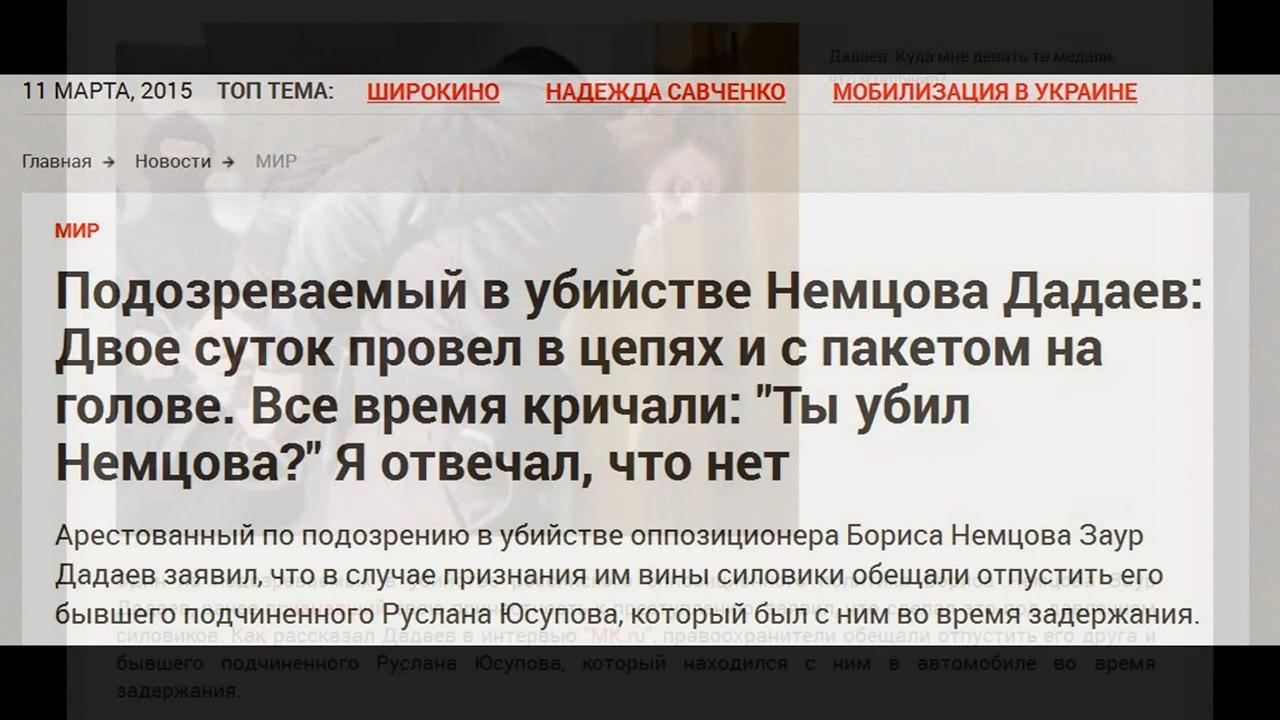 Дадаев: Куда мне девать те медали,
что я получил?
11 МАРТА, 2015 ТОП ТЕМА: ШИРОКИНО НАДЕЖДА САВЧЕНКО МОБИЛИЗАЦИЯ В УКРАИНЕ
Главная → Новости → МИР
МИР
Подозреваемый в убийстве Немцова Дадаев:
Двое суток провел в цепях и с пакетом на
голове. Все время кричали: "Ты убил
Немцова?" Я отвечал, что нет
Арестованный по подозрению в убийстве оппозиционера Бориса Немцова Заур
Дадаев заявил, что в случае признания им вины силовики обещали отпустить его
бывшего подчиненного Руслана Юсупова, который был с ним во время задержания.
силовиков. Как рассказал Дадаев в интервью "MK.ru", правоохранители обещали отпустить его друга и
бывшего подчиненного Руслана Юсупова, который находился с ним в автомобиле во время
задержания.